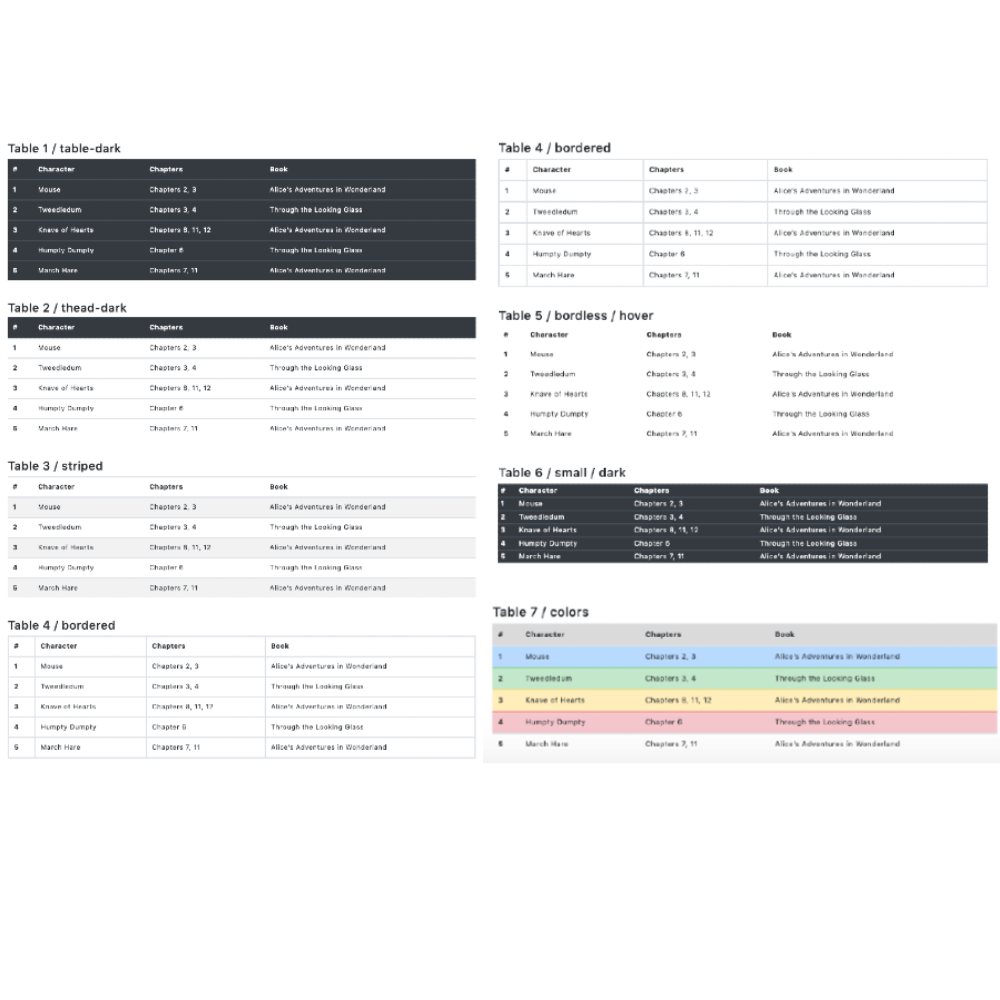 Table 1 / table-dark
# Character Chapters Book
1 Mouse Chapters 2, 3 Alice's Adventures in Wonderland
2 Tweedledum Chapters 3, 4 Through the Looking Glass
3 Knave of Hearts Chapters 8, 11, 12 Alice's Adventures in Wonderland
4 Humpty Dumpty Chapter 6 Through the Looking Glass
5 March Hare Chapters 7, 11 Alice's Adventures in Wonderland
Table 2 / thead-dark
# Character Chapters Book
1 Mouse Chapters 2, 3 Alice's Adventures in Wonderland
2 Tweedledum Chapters 3, 4 Through the Looking Glass
3 Knave of Hearts Chapters 8, 11, 12 Alice's Adventures in Wonderland
4 Humpty Dumpty Chapter 6 Through the Looking Glass
5 March Hare Chapters 7, 11 Alice's Adventures in Wonderland
Table 3 / striped
# Character Chapters Book
1 Mouse Chapters 2, 3 Alice's Adventures in Wonderland
2 Tweedledum Chapters 3, 4 Through the Looking Glass
3 Knave of Hearts Chapters 8, 11, 12 Alice's Adventures in Wonderland
4 Humpty Dumpty Chapter 6 Through the Looking Glass
5 March Hare Chapters 7, 11 Alice's Adventures in Wonderland
Table 4 / bordered
# Character Chapters Book
1 Mouse Chapters 2, 3 Alice's Adventures in Wonderland
2 Tweedledum Chapters 3, 4 Through the Looking Glass
3 Knave of Hearts Chapters 8, 11, 12 Alice's Adventures in Wonderland
4 Humpty Dumpty Chapter 6 Through the Looking Glass
5 March Hare Chapters 7, 11 Alice's Adventures in Wonderland
Table 4 / bordered
# Character Chapters Book
1 Mouse Chapters 2, 3 Alice's Adventures in Wonderland
2 Tweedledum Chapters 3, 4 Through the Looking Glass
3 Knave of Hearts Chapters 8, 11, 12 Alice's Adventures in Wonderland
4 Humpty Dumpty Chapter 6 Through the Looking Glass
5 March Hare Chapters 7, 11 Alice's Adventures in Wonderland
Table 5 / bordless / hover
# Character Chapters Book
1 Mouse Chapters 2, 3 Alice's Adventures in Wonderland
2 Tweedledum Chapters 3, 4 Through the Looking Glass
3 Knave of Hearts Chapters 8, 11, 12 Alice's Adventures in Wonderland
4 Humpty Dumpty Chapter 6 Through the Looking Glass
5 March Hare Chapters 7, 11 Alice's Adventures in Wonderland
Table 6 / small / dark
# Character Chapters Book
1 Mouse Chapters 2, 3 Alice's Adventures in Wonderland
2 Tweedledum Chapters 3, 4 Through the Looking Glass
3 Knave of Hearts Chapters 8, 11, 12 Alice's Adventures in Wonderland
4 Humpty Dumpty Chapter 6 Through the Looking Glass
5 March Hare Chapters 7, 11 Alice's Adventures in Wonderland
Table 7 / colors
# Character Chapters Book
1 Mouse Chapters 2, 3 Alice's Adventures in Wonderland
2 Tweedledum Chapters 3, 4 Through the Looking Glass
3 Knave of Hearts Chapters 8, 11, 12 Alice's Adventures in Wonderland
4 Humpty Dumpty Chapter 6 Through the Looking Glass
5 March Hare Chapters 7, 11 Alice's Adventures in Wonderland